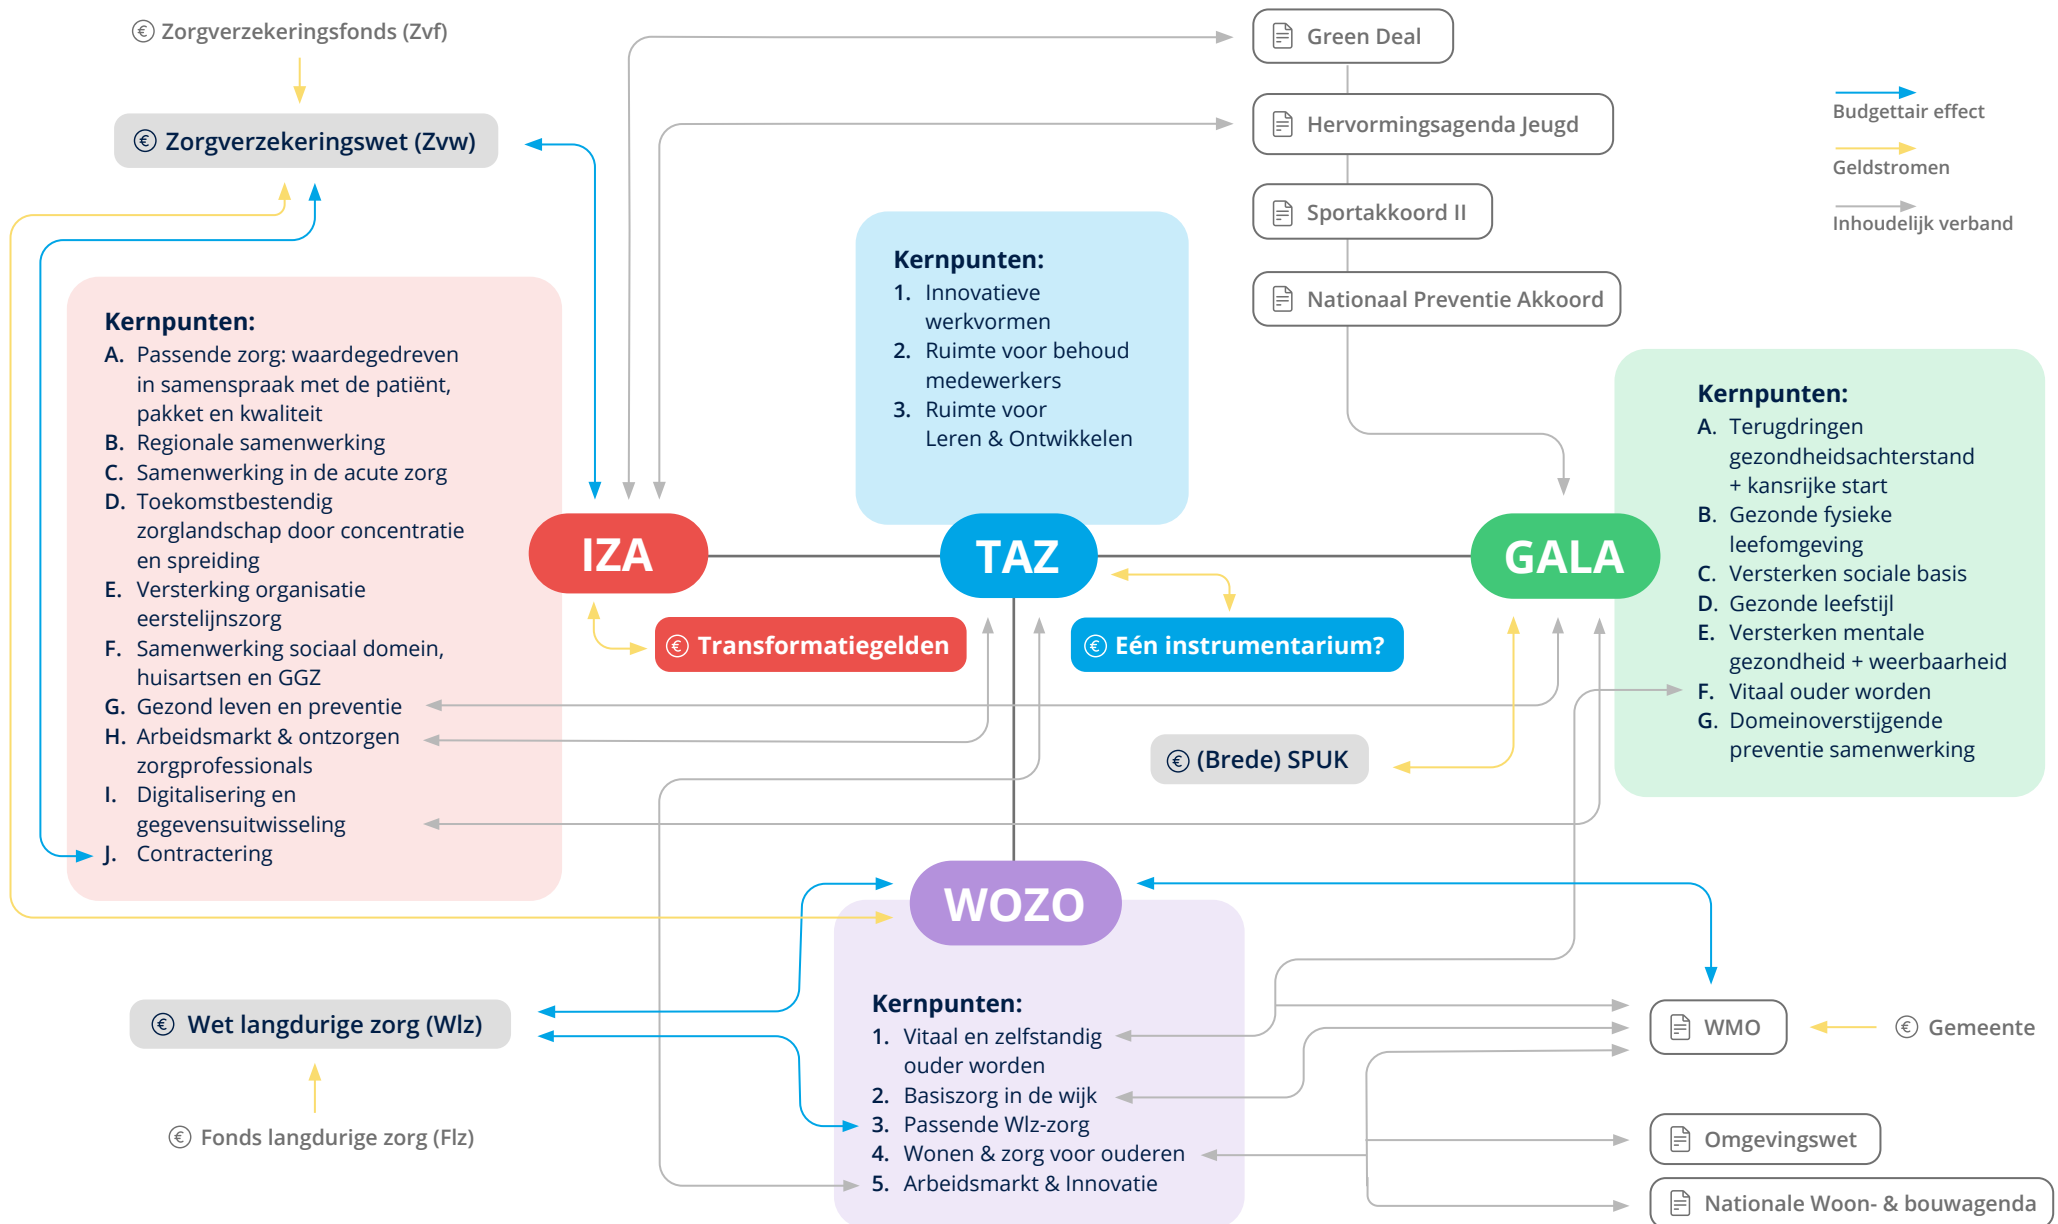 Zorgverzekeringsfonds (Zvf)
Zorgverzekeringswet (Zvw)
Green Deal
Hervormingsagenda Jeugd
Sportakkoord II
Nationaal Preventie Akkoord
Budgettair effect
Geldstromen
Inhoudelijk verband
Kernpunten:
A. Passende zorg: waardegedreven
in samenspraak met de patiënt,
pakket en kwaliteit
B. Regionale samenwerking
C. Samenwerking in de acute zorg
D. Toekomstbestendig
zorglandschap door concentratie
en spreiding
E. Versterking organisatie
eerstelijnszorg
F. Samenwerking sociaal domein,
huisartsen en GGZ
G. Gezond leven en preventie
H. Arbeidsmarkt & ontzorgen
zorgprofessionals
I. Digitalisering en
gegevensuitwisseling
J. Contractering
Kernpunten:
1. Innovatieve
werkvormen
2. Ruimte voor behoud
medewerkers
3. Ruimte voor
Leren & Ontwikkelen
Kernpunten:
A. Terugdringen
gezondheidsachterstand
+ kansrijke start
B. Gezonde fysieke
leefomgeving
C. Versterken sociale basis
D. Gezonde leefstijl
E. Versterken mentale
gezondheid + weerbaarheid
F. Vitaal ouder worden
G. Domeinoverstijgende
preventie samenwerking
IZA
TAZ
GALA
€ Transformatiegelden
€ Eén instrumentarium?
€ (Brede) SPUK
WOZO
Kernpunten:
1. Vitaal en zelfstandig
ouder worden
2. Basiszorg in de wijk
3. Passende Wlz-zorg
4. Wonen & zorg voor ouderen
5. Arbeidsmarkt & Innovatie
€ Wet langdurige zorg (Wlz)
€ Fonds langdurige zorg (Flz)
WMO
€ Gemeente
Omgevingswet
Nationale Woon- & bouwagenda